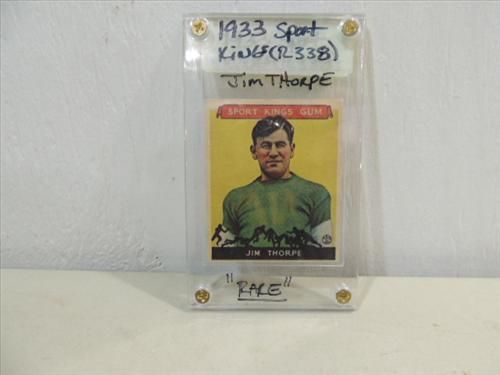 1933 Sport
KINGS(R338)
JIM THORPE
SPORT KINGS GUM
JIM THORPE
"RARE"